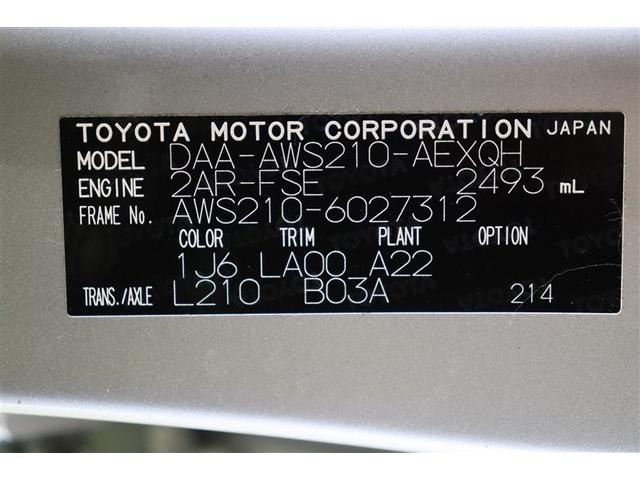 TOYOTA MOTOR CORPORATION JAPAN
MODEL DAA-AWS210-AEXQH
ENGINE 2AR-FSE 2493 mL
FRAME No. AWS210-6027312
COLOR TRIM PLANT OPTION
1J6 LA00 A22
TRANS./AXLE L210 B03A 214